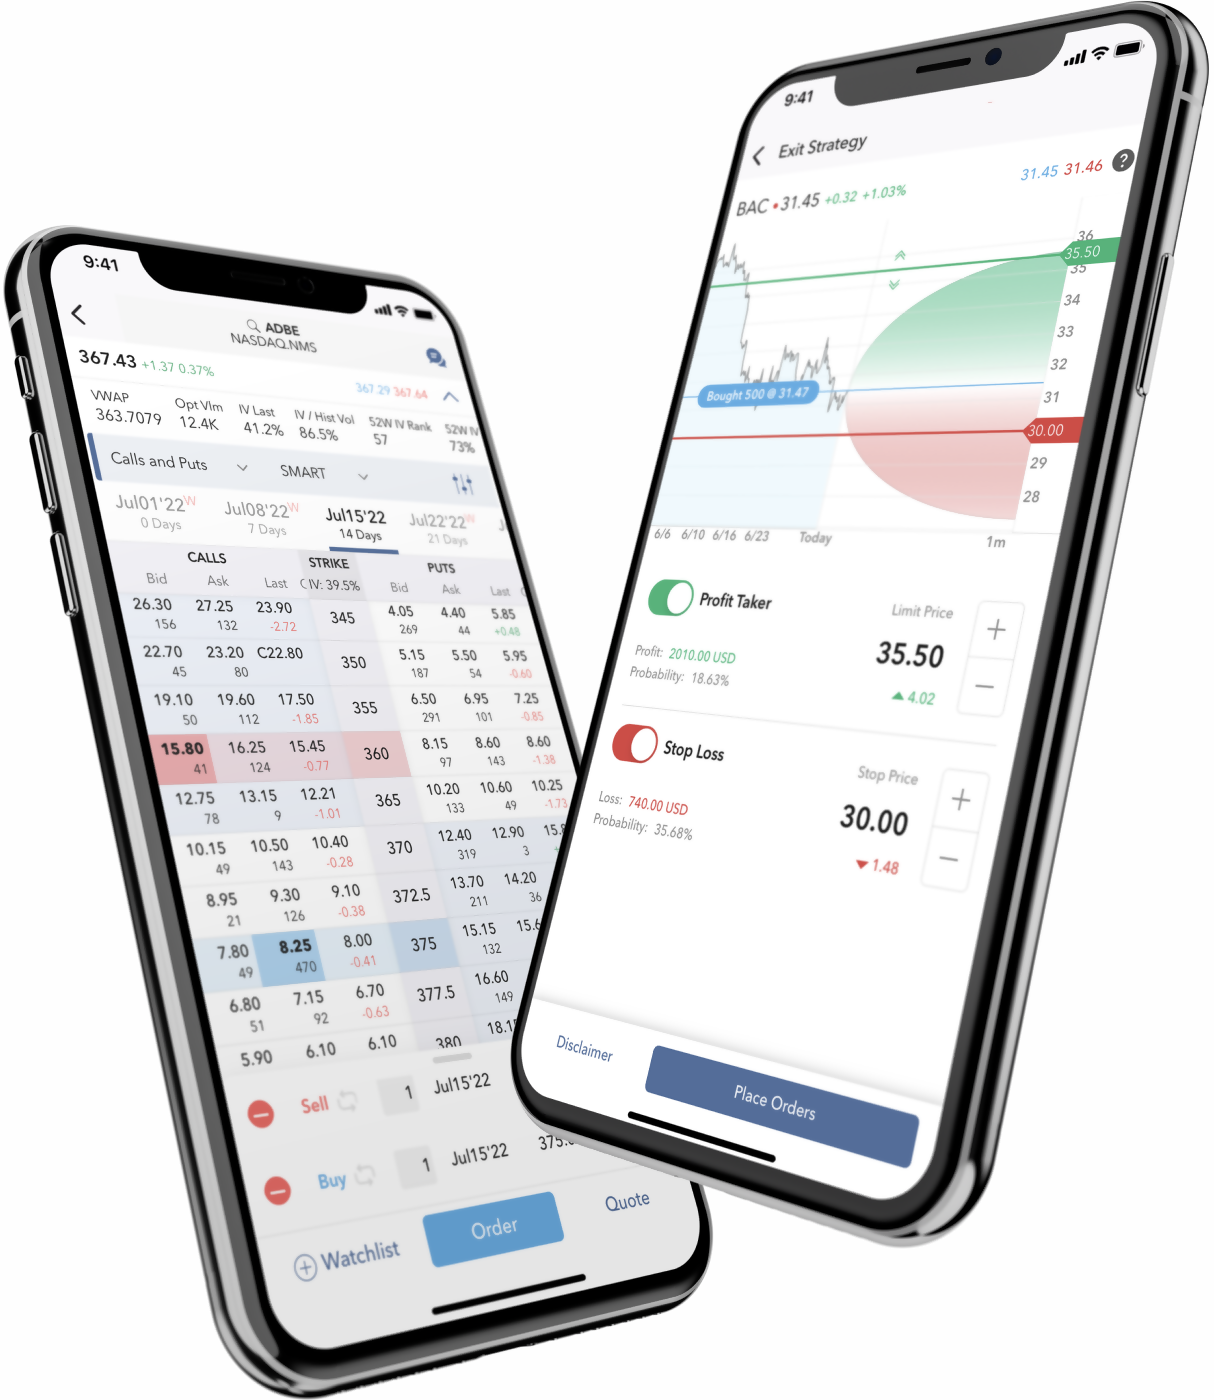 9:41
ADBE
NASDAQ.NMS
367.43 +1.37 0.37%
367.29 367.64
VWAP Opt Vlm IV Last IV / Hist Vol 52W IV Rank 52W IV
363.7079 12.4K 41.2% 86.5% 57 73%
Calls and Puts SMART
Jul01'22W Jul08'22W Jul15'22 Jul22'22W
0 Days 7 Days 14 Days 21 Days
CALLS STRIKE PUTS
Bid Ask Last IV: 39.5% Bid Ask Last
26.30 27.25 23.90 345 4.05 4.40 5.85
156 132 -2.72 269 44 +0.48
22.70 23.20 C22.80 350 5.15 5.50 5.95
45 80 187 54 -0.60
19.10 19.60 17.50 355 6.50 6.95 7.25
50 112 -1.85 291 101 -0.85
15.80 16.25 15.45 360 8.15 8.60 8.60
41 124 -0.77 97 143 -1.38
12.75 13.15 12.21 365 10.20 10.60 10.25
78 9 -1.01 133 49 -1.73
10.15 10.50 10.40 370 12.40 12.90
49 143 -0.28 319 3
8.95 9.30 9.10 372.5 13.70 14.20
21 126 -0.38 211 36
7.80 8.25 8.00 375 15.15
49 470 -0.41 132
6.80 7.15 6.70 377.5 16.60
51 92 -0.63 149
5.90 6.10 6.10 380
Sell 1 Jul15'22
Buy 1 Jul15'22
Watchlist Order Quote
9:41
Exit Strategy
BAC 31.45 +0.32 +1.03%
31.45 31.46 ?
36
35.50
35
34
33
32
31
Bought 500 @ 31.47
30.00
29
28
6/6 6/10 6/16 6/23 Today 1m
Profit Taker Limit Price
35.50
Profit: 2010.00 USD
Probability: 18.63%
4.02
Stop Loss Stop Price
30.00
Loss: 740.00 USD
Probability: 35.68%
1.48
Disclaimer Place Orders